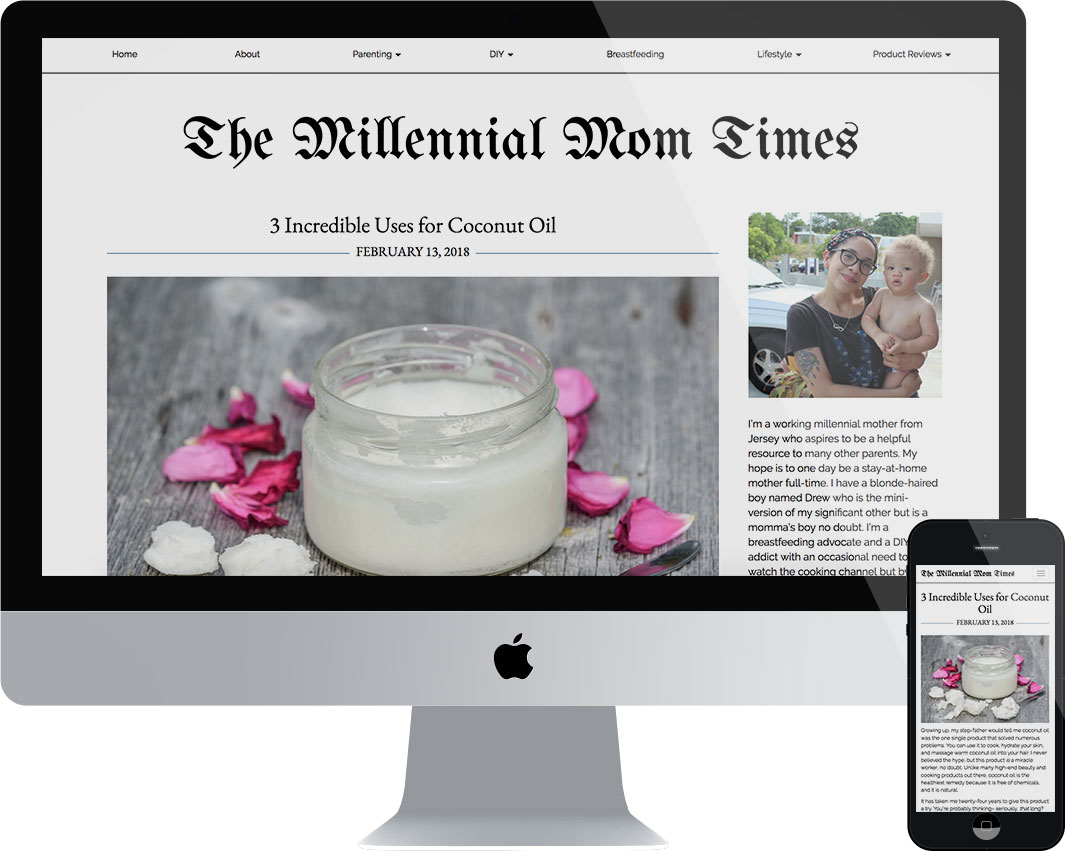 Home
About
Parenting
DIY
Breastfeeding
Lifestyle
Product Reviews
The Millennial Mom Times
3 Incredible Uses for Coconut Oil
FEBRUARY 13, 2018
I'm a working millennial mother from
Jersey who aspires to be a helpful
resource to many other parents. My
hope is to one day be a stay-at-home
mother full-time. I have a blonde-haired
boy named Drew who is the mini-
version of my significant other but is a
momma's boy no doubt. I'm a
breastfeeding advocate and a DIY
addict with an occasional need to
watch the cooking channel but
The Millennial Mom Times
3 Incredible Uses for Coconut
Oil
FEBRUARY 13, 2018
Growing up, my step-father would tell me coconut oil
was the one single product that solved numerous
problems. You can use it to cook, hydrate your skin,
and massage warm coconut oil into your hair. I never
believed the hype, but this product is a miracle
worker, no doubt. Unlike many high-end beauty and
cooking products out there, coconut oil is the
healthiest remedy because it is free of chemicals,
and it is natural.
It has taken me twenty-four years to give this product
a try. You're probably thinking- seriously, that long?